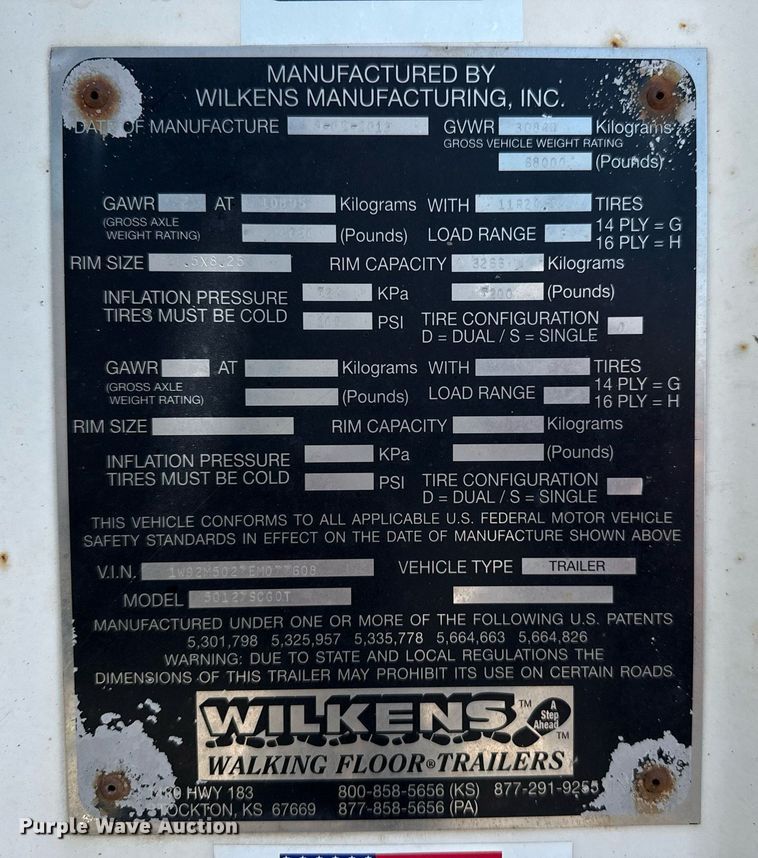 MANUFACTURED BY
WILKENS MANUFACTURING, INC.
DATE OF MANUFACTURE GVWR Kilograms
GROSS VEHICLE WEIGHT RATING
68000 (Pounds)
GAWR AT Kilograms WITH TIRES
(GROSS AXLE WEIGHT RATING) (Pounds) LOAD RANGE 14 PLY = G
16 PLY = H
RIM SIZE .5X8.25 RIM CAPACITY Kilograms
INFLATION PRESSURE KPa (Pounds)
TIRES MUST BE COLD PSI TIRE CONFIGURATION
D = DUAL / S = SINGLE
GAWR AT Kilograms WITH TIRES
(GROSS AXLE WEIGHT RATING) (Pounds) LOAD RANGE 14 PLY = G
16 PLY = H
RIM SIZE RIM CAPACITY Kilograms
INFLATION PRESSURE KPa (Pounds)
TIRES MUST BE COLD PSI TIRE CONFIGURATION
D = DUAL / S = SINGLE
THIS VEHICLE CONFORMS TO ALL APPLICABLE U.S. FEDERAL MOTOR VEHICLE
SAFETY STANDARDS IN EFFECT ON THE DATE OF MANUFACTURE SHOWN ABOVE
V.I.N. VEHICLE TYPE TRAILER
MODEL
MANUFACTURED UNDER ONE OR MORE OF THE FOLLOWING U.S. PATENTS
5,301,798 5,325,957 5,335,778 5,664,663 5,664,826
WARNING: DUE TO STATE AND LOCAL REGULATIONS THE
DIMENSIONS OF THIS TRAILER MAY PROHIBIT ITS USE ON CERTAIN ROADS
WILKENS™ A Step Ahead™
WALKING FLOOR® TRAILERS
HWY 183 800-858-5656 (KS) 877-291-9255
STOCKTON, KS 67669 877-858-5656 (PA)
Purple Wave Auction